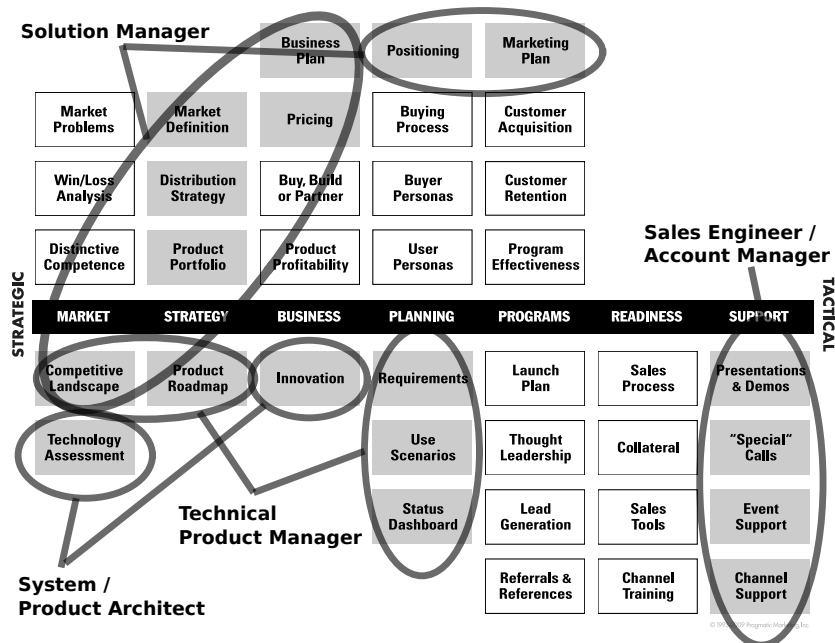 Solution Manager
Business
Plan
Positioning
Marketing
Plan
Market
Problems
Market
Definition
Pricing
Buying
Process
Customer
Acquisition
Win/Loss
Analysis
Distribution
Strategy
Buy, Build
or Partner
Buyer
Personas
Customer
Retention
Distinctive
Competence
Product
Portfolio
Product
Profitability
User
Personas
Program
Effectiveness
Sales Engineer /
Account Manager
STRATEGIC
MARKET
STRATEGY
BUSINESS
PLANNING
PROGRAMS
READINESS
SUPPORT
TACTICAL
Competitive
Landscape
Product
Roadmap
Innovation
Requirements
Launch
Plan
Sales
Process
Presentations
& Demos
Technology
Assessment
Use
Scenarios
Thought
Leadership
Collateral
"Special"
Calls
Technical
Product Manager
Status
Dashboard
Lead
Generation
Sales
Tools
Event
Support
System /
Product Architect
Referrals &
References
Channel
Training
Channel
Support
Pragmatic Marketing, Inc.